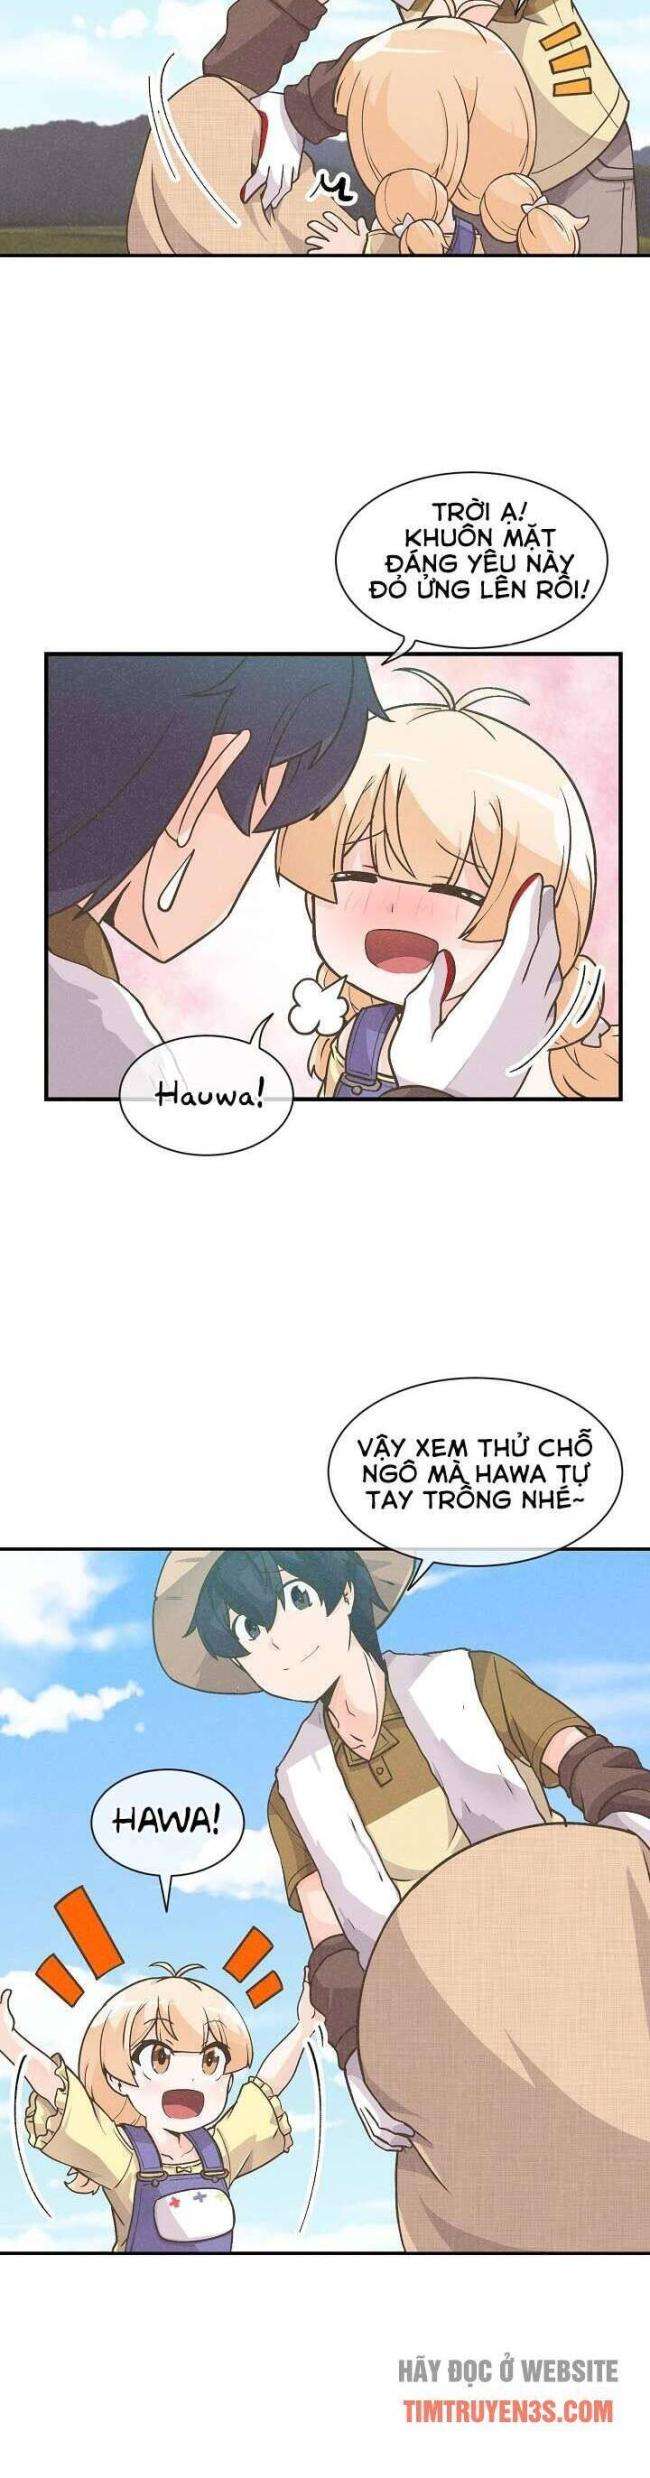 TRỜI Ạ!
KHUÔN MẶT
ĐÁNG YÊU NÀY
ĐỎ ỬNG LÊN RỒI!
Hauwa!
VẬY XEM THỬ CHỖ
NGÔ MÀ HAWA TỰ
TAY TRỒNG NHÉ~
HAWA!
HÃY ĐỌC Ở WEBSITE
TIMTRUYEN3S.COM